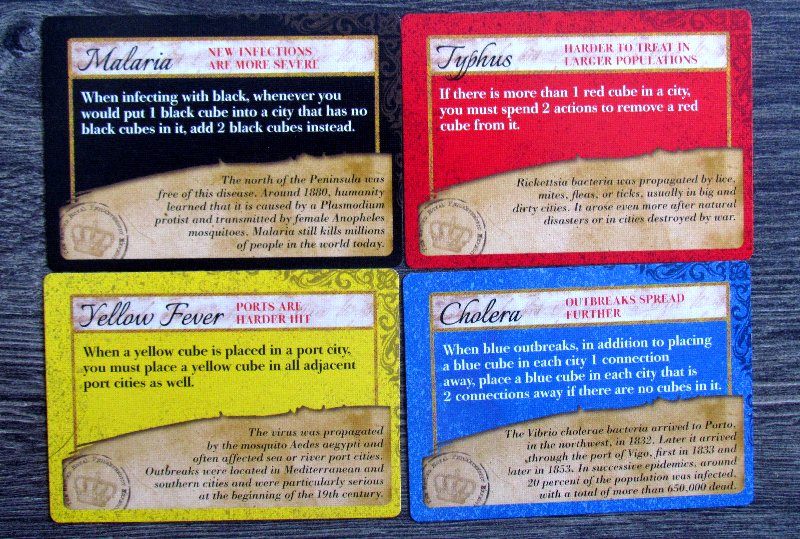 Malaria
NEW INFECTIONS
ARE MORE SEVERE
When infecting with black, whenever you
would put 1 black cube into a city that has no
black cubes in it, add 2 black cubes instead.
The north of the Peninsula was
free of this disease. Around 1880, humanity
learned that it is caused by a Plasmodium
protist and transmitted by female Anopheles
mosquitoes. Malaria still kills millions
of people in the world today.
Typhus
HARDER TO TREAT IN
LARGER POPULATIONS
If there is more than 1 red cube in a city,
you must spend 2 actions to remove a red
cube from it.
Rickettsia bacteria was propagated by lice,
mites, fleas, or ticks, usually in big and
dirty cities. It arose even more after natural
disasters or in cities destroyed by war.
Yellow Fever
PORTS ARE
HARDER HIT
When a yellow cube is placed in a port city,
you must place a yellow cube in all adjacent
port cities as well.
The virus was propagated
by the mosquito Aedes aegypti and
often affected sea or river port cities.
Outbreaks were located in Mediterranean and
southern cities and were particularly serious
at the beginning of the 19th century.
Cholera
OUTBREAKS SPREAD
FURTHER
When blue outbreaks, in addition to placing
a blue cube in each city 1 connection
away, place a blue cube in each city that is
2 connections away if there are no cubes in it.
The Vibrio cholerae bacteria arrived to Porto,
in the northwest, in 1832. Later it arrived
through the port of Vigo, first in 1833 and
later in 1853. In successive epidemics, around
20 percent of the population was infected,
with a total of more than 650,000 dead.